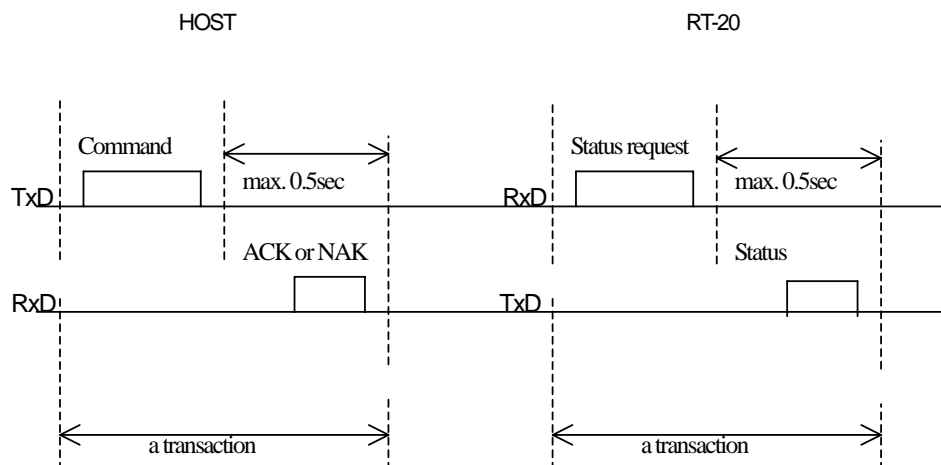 HOST
RT-20
Command
max. 0.5sec
TxD
ACK or NAK
RxD
a transaction
Status request
max. 0.5sec
RxD
Status
TxD
a transaction